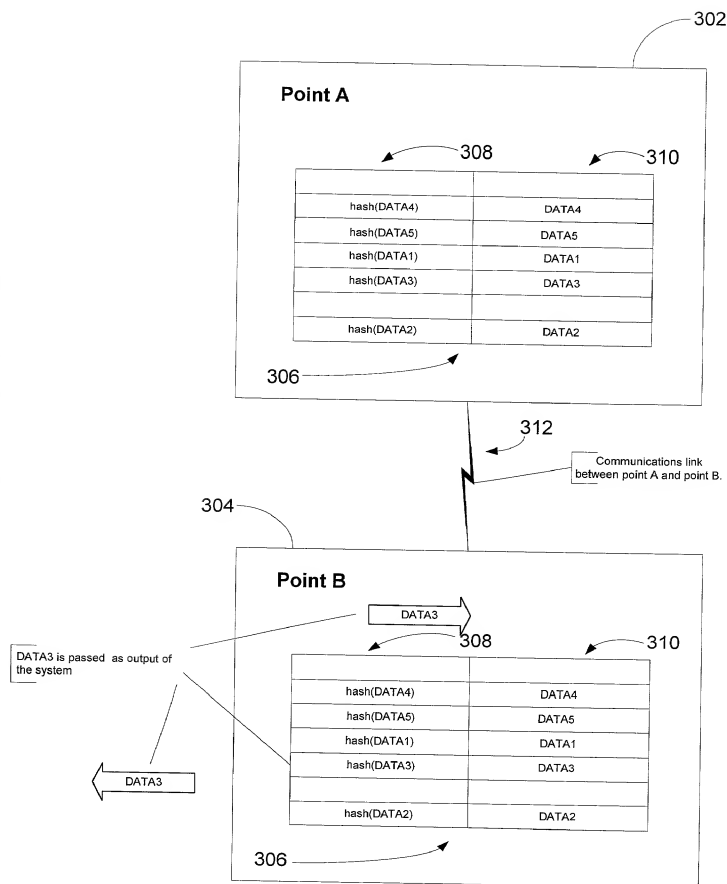 302
Point A
308
310
hash(DATA4) DATA4
hash(DATA5) DATA5
hash(DATA1) DATA1
hash(DATA3) DATA3
hash(DATA2) DATA2
306
312
Communications link
between point A and point B.
304
Point B
DATA3
308
310
DATA3 is passed as output of
the system
hash(DATA4) DATA4
hash(DATA5) DATA5
hash(DATA1) DATA1
hash(DATA3) DATA3
DATA3
hash(DATA2) DATA2
306